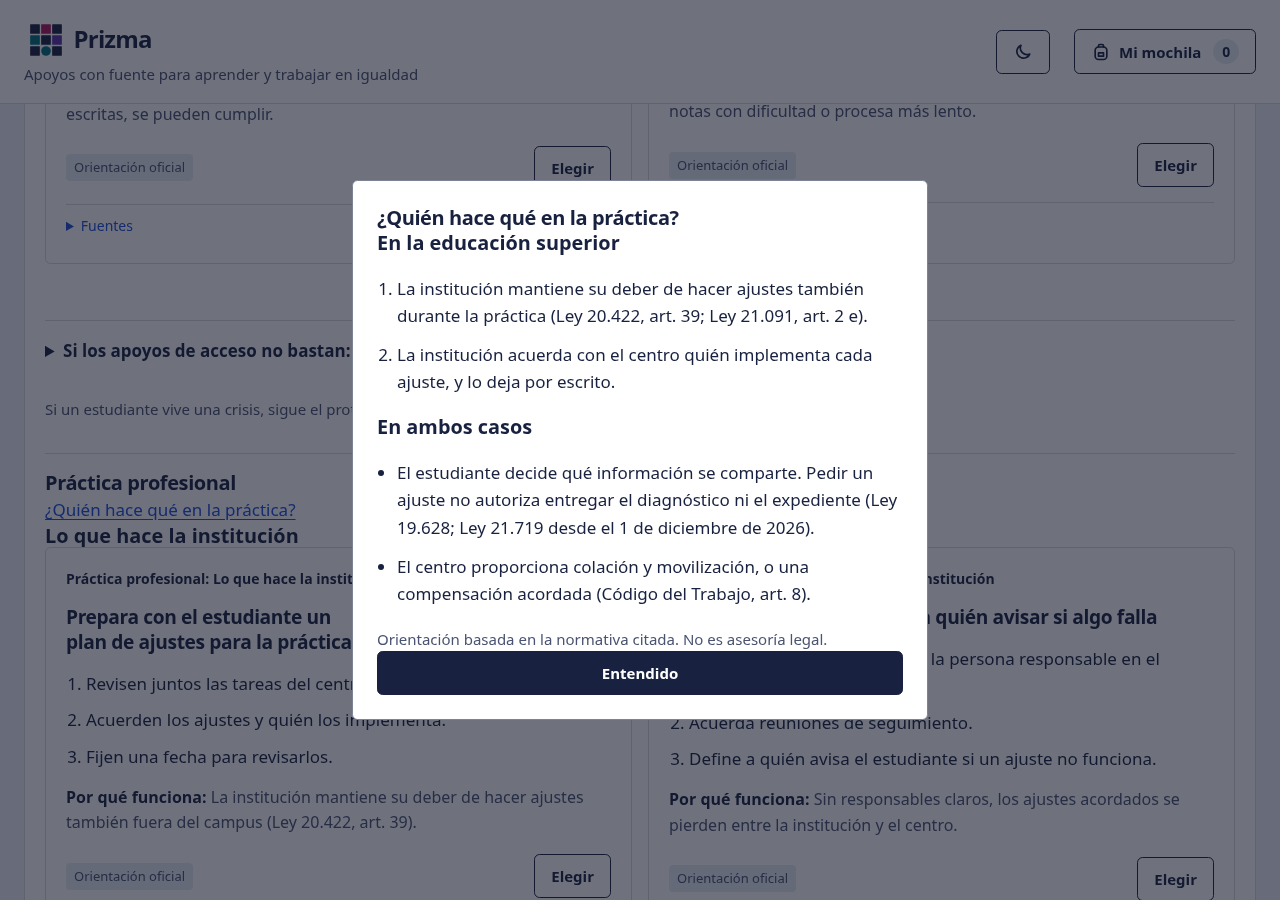 Prizma
Apoyos con fuente para aprender y trabajar en igualdad
Mi mochila 0
escritas, se pueden cumplir.
Orientación oficial
Elegir
Fuentes
notas con dificultad o procesa más lento.
Orientación oficial
Elegir
Si los apoyos de acceso no bastan:
Si un estudiante vive una crisis, sigue el
Práctica profesional
¿Quién hace qué en la práctica?
Lo que hace la institución
Práctica profesional: Lo que hace la
Prepara con el estudiante un
plan de ajustes para la práctica
1. Revisen juntos las tareas del
2. Acuerden los ajustes y quién los implementa.
3. Fijen una fecha para revisarlos.
Por qué funciona: La institución mantiene su deber de hacer ajustes
también fuera del campus (Ley 20.422, art. 39).
Orientación oficial
Elegir
quién avisar si algo falla
la persona responsable en el
2. Acuerda reuniones de seguimiento.
3. Define a quién avisa el estudiante si un ajuste no funciona.
Por qué funciona: Sin responsables claros, los ajustes acordados se
pierden entre la institución y el centro.
Orientación oficial
Elegir
¿Quién hace qué en la práctica?
En la educación superior
1. La institución mantiene su deber de hacer ajustes también
durante la práctica (Ley 20.422, art. 39; Ley 21.091, art. 2 e).
2. La institución acuerda con el centro quién implementa cada
ajuste, y lo deja por escrito.
En ambos casos
• El estudiante decide qué información se comparte. Pedir un
ajuste no autoriza entregar el diagnóstico ni el expediente (Ley
19.628; Ley 21.719 desde el 1 de diciembre de 2026).
• El centro proporciona colación y movilización, o una
compensación acordada (Código del Trabajo, art. 8).
Orientación basada en la normativa citada. No es asesoría legal.
Entendido